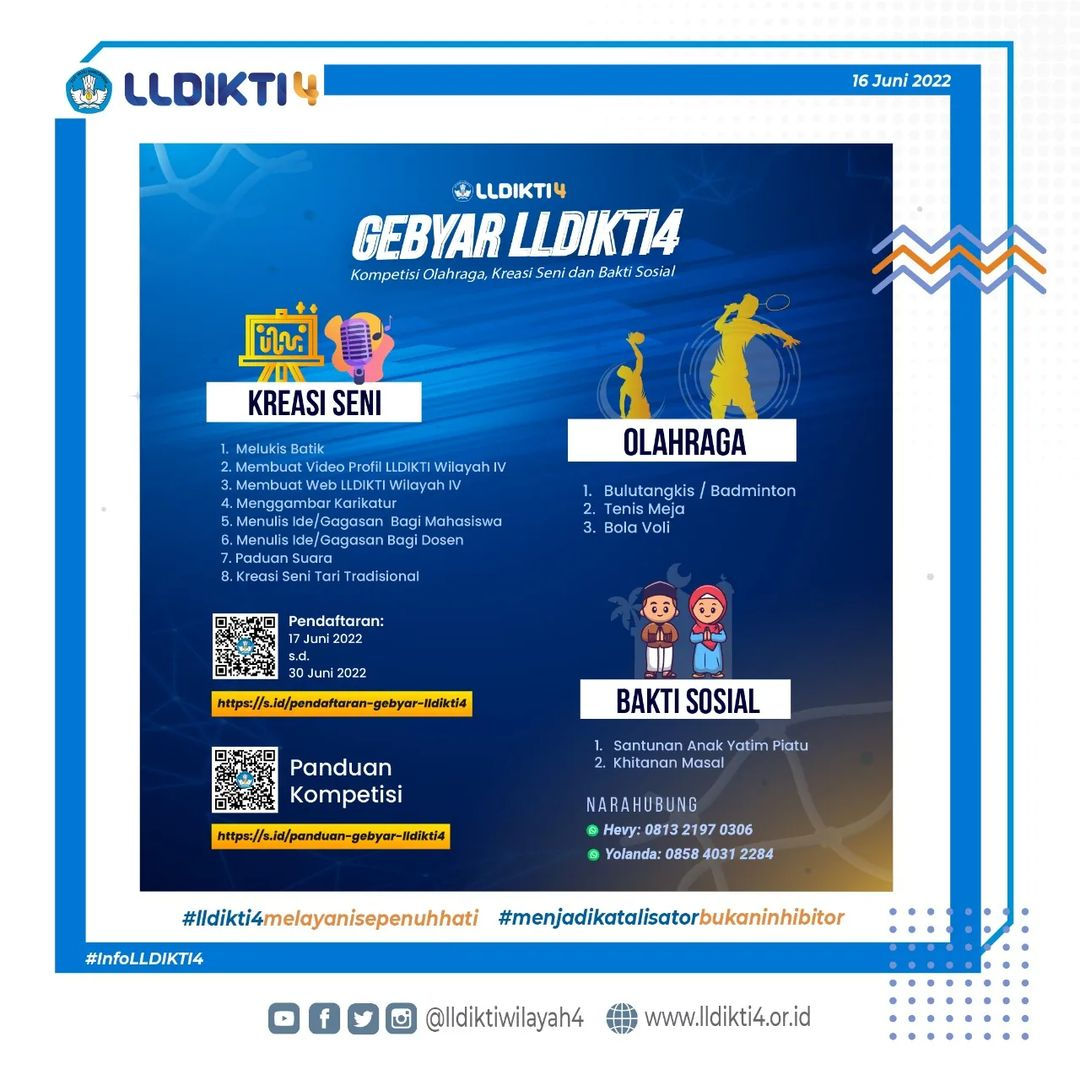 LLDIKTI 4
16 Juni 2022
LLDIKTI 4
GEBYAR LLDIKTI4
Kompetisi Olahraga, Kreasi Seni dan Bakti Sosial
KREASI SENI
1. Melukis Batik
2. Membuat Video Profil LLDIKTI Wilayah IV
3. Membuat Web LLDIKTI Wilayah IV
4. Menggambar Karikatur
5. Menulis Ide/Gagasan Bagi Mahasiswa
6. Menulis Ide/Gagasan Bagi Dosen
7. Paduan Suara
8. Kreasi Seni Tari Tradisional
OLAHRAGA
1. Bulutangkis / Badminton
2. Tenis Meja
3. Bola Voli
Pendaftaran:
17 Juni 2022
s.d.
30 Juni 2022
https://s.id/pendaftaran-gebyar-lldikti4
Panduan
Kompetisi
https://s.id/panduan-gebyar-lldikti4
BAKTI SOSIAL
1. Santunan Anak Yatim Piatu
2. Khitanan Masal
NARAHUBUNG
Hevy: 0813 2197 0306
Yolanda: 0858 4031 2284
#lldikti4melayanisepenuhhati #menjadikatalisatorbukaninhibitor
#InfoLLDIKTI4
@lldiktiwilayah4 www.lldikti4.or.id